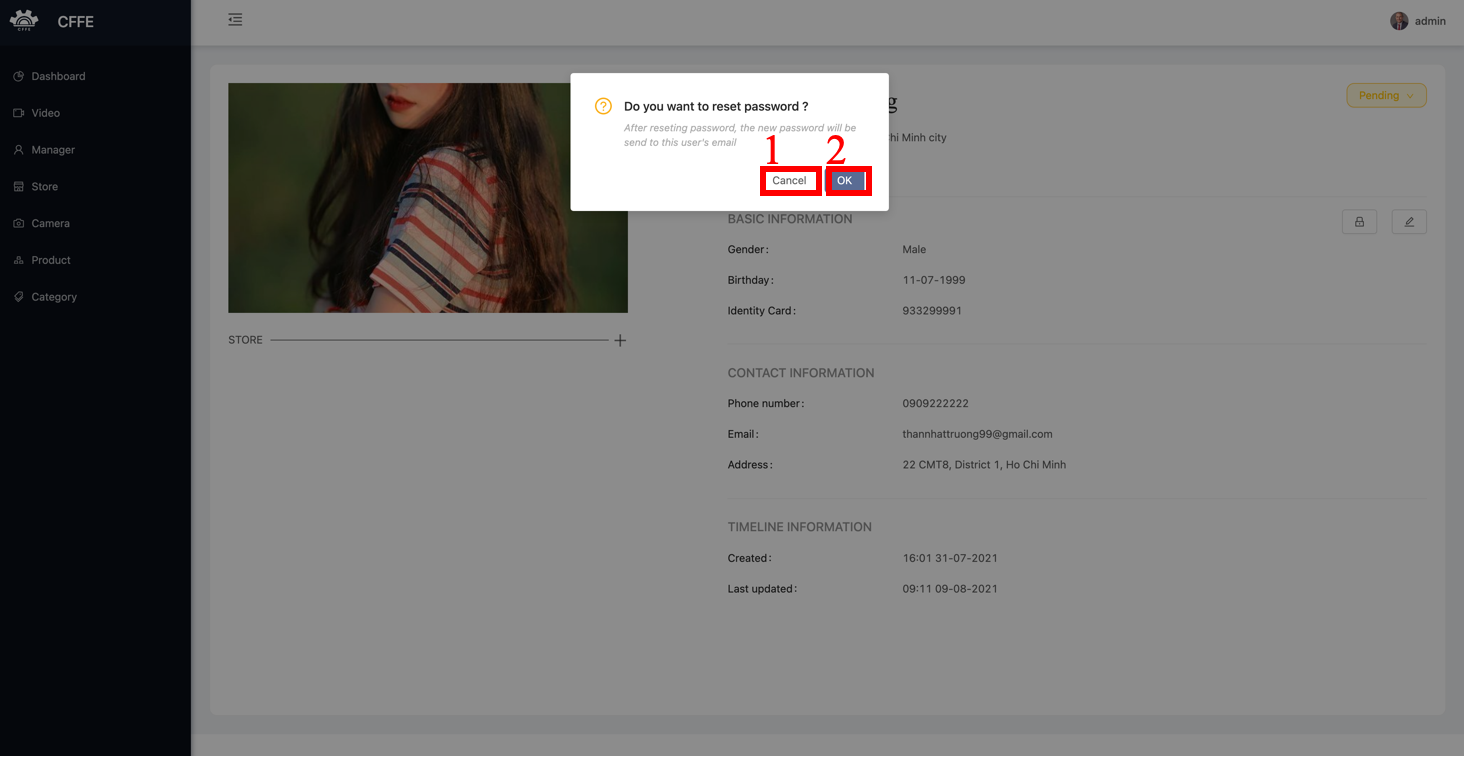 CFFE
CFFE
admin
Dashboard
Video
Manager
Store
Camera
Product
Category
Do you want to reset password ?
After reseting password, the new password will be
send to this user's email
1 2
Cancel OK
g
Pending
hi Minh city
BASIC INFORMATION
Gender : Male
Birthday : 11-07-1999
Identity Card : 933299991
STORE
CONTACT INFORMATION
Phone number : 0909222222
Email : thannhattruong99@gmail.com
Address : 22 CMT8, District 1, Ho Chi Minh
TIMELINE INFORMATION
Created : 16:01 31-07-2021
Last updated : 09:11 09-08-2021